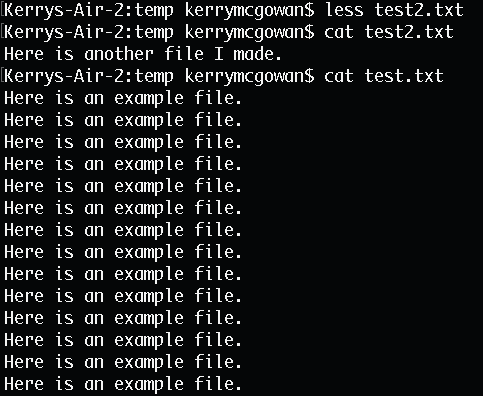 Kerrys-Air-2:temp kerrymcgowan$ less test2.txt
Kerrys-Air-2:temp kerrymcgowan$ cat test2.txt
Here is another file I made.
Kerrys-Air-2:temp kerrymcgowan$ cat test.txt
Here is an example file.
Here is an example file.
Here is an example file.
Here is an example file.
Here is an example file.
Here is an example file.
Here is an example file.
Here is an example file.
Here is an example file.
Here is an example file.
Here is an example file.
Here is an example file.
Here is an example file.
Here is an example file.